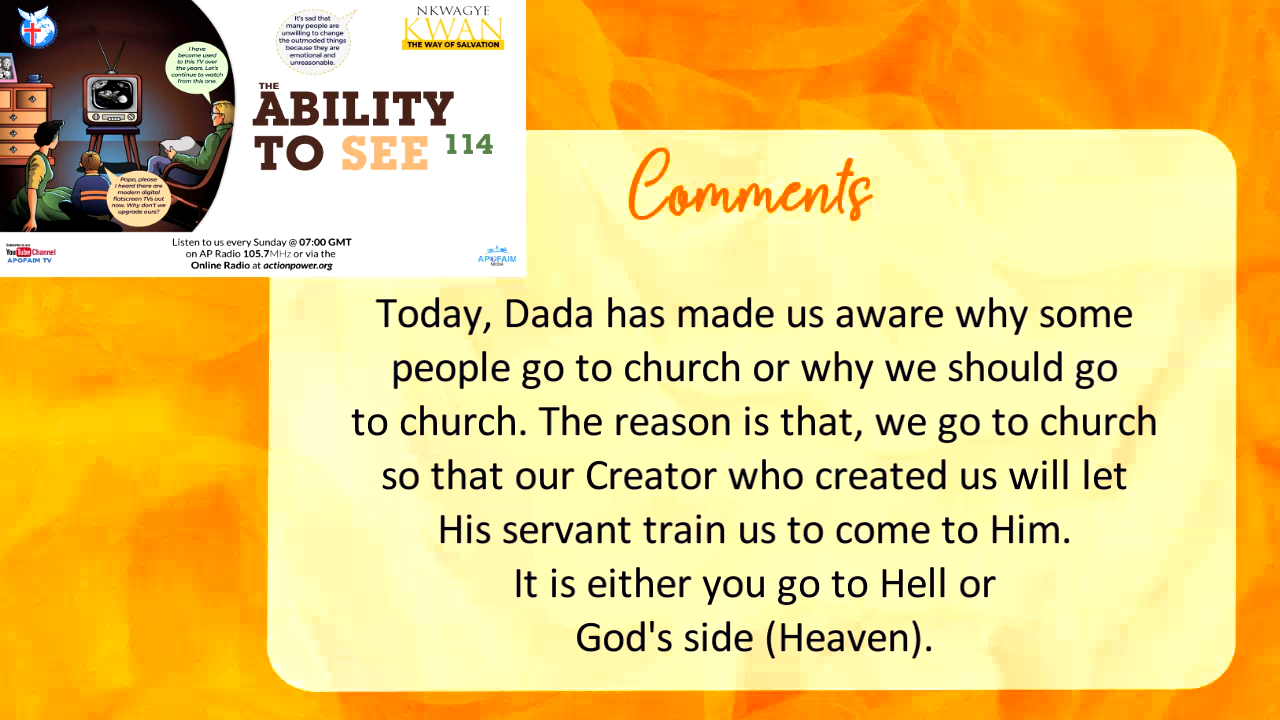 It's sad that
many people are
unwilling to change
the outmoded things
because they are
emotional and
unreasonable.
NKWAGYE
KWAN
THE WAY OF SALVATION
I have
become used
to this TV over
the years. Let's
continue to watch
from this one.
THE
ABILITY
TO SEE 114
Papa, please
I heard there are
modern digital
flatscreen TVs out
now. Why don't we
upgrade ours?
Listen to us every Sunday @ 07:00 GMT
on AP Radio 105.7MHz or via the
Online Radio at actionpower.org
YouTube Channel
APOFAIM TV
APOFAIM
MEDIA
Comments
Today, Dada has made us aware why some
people go to church or why we should go
to church. The reason is that, we go to church
so that our Creator who created us will let
His servant train us to come to Him.
It is either you go to Hell or
God's side (Heaven).